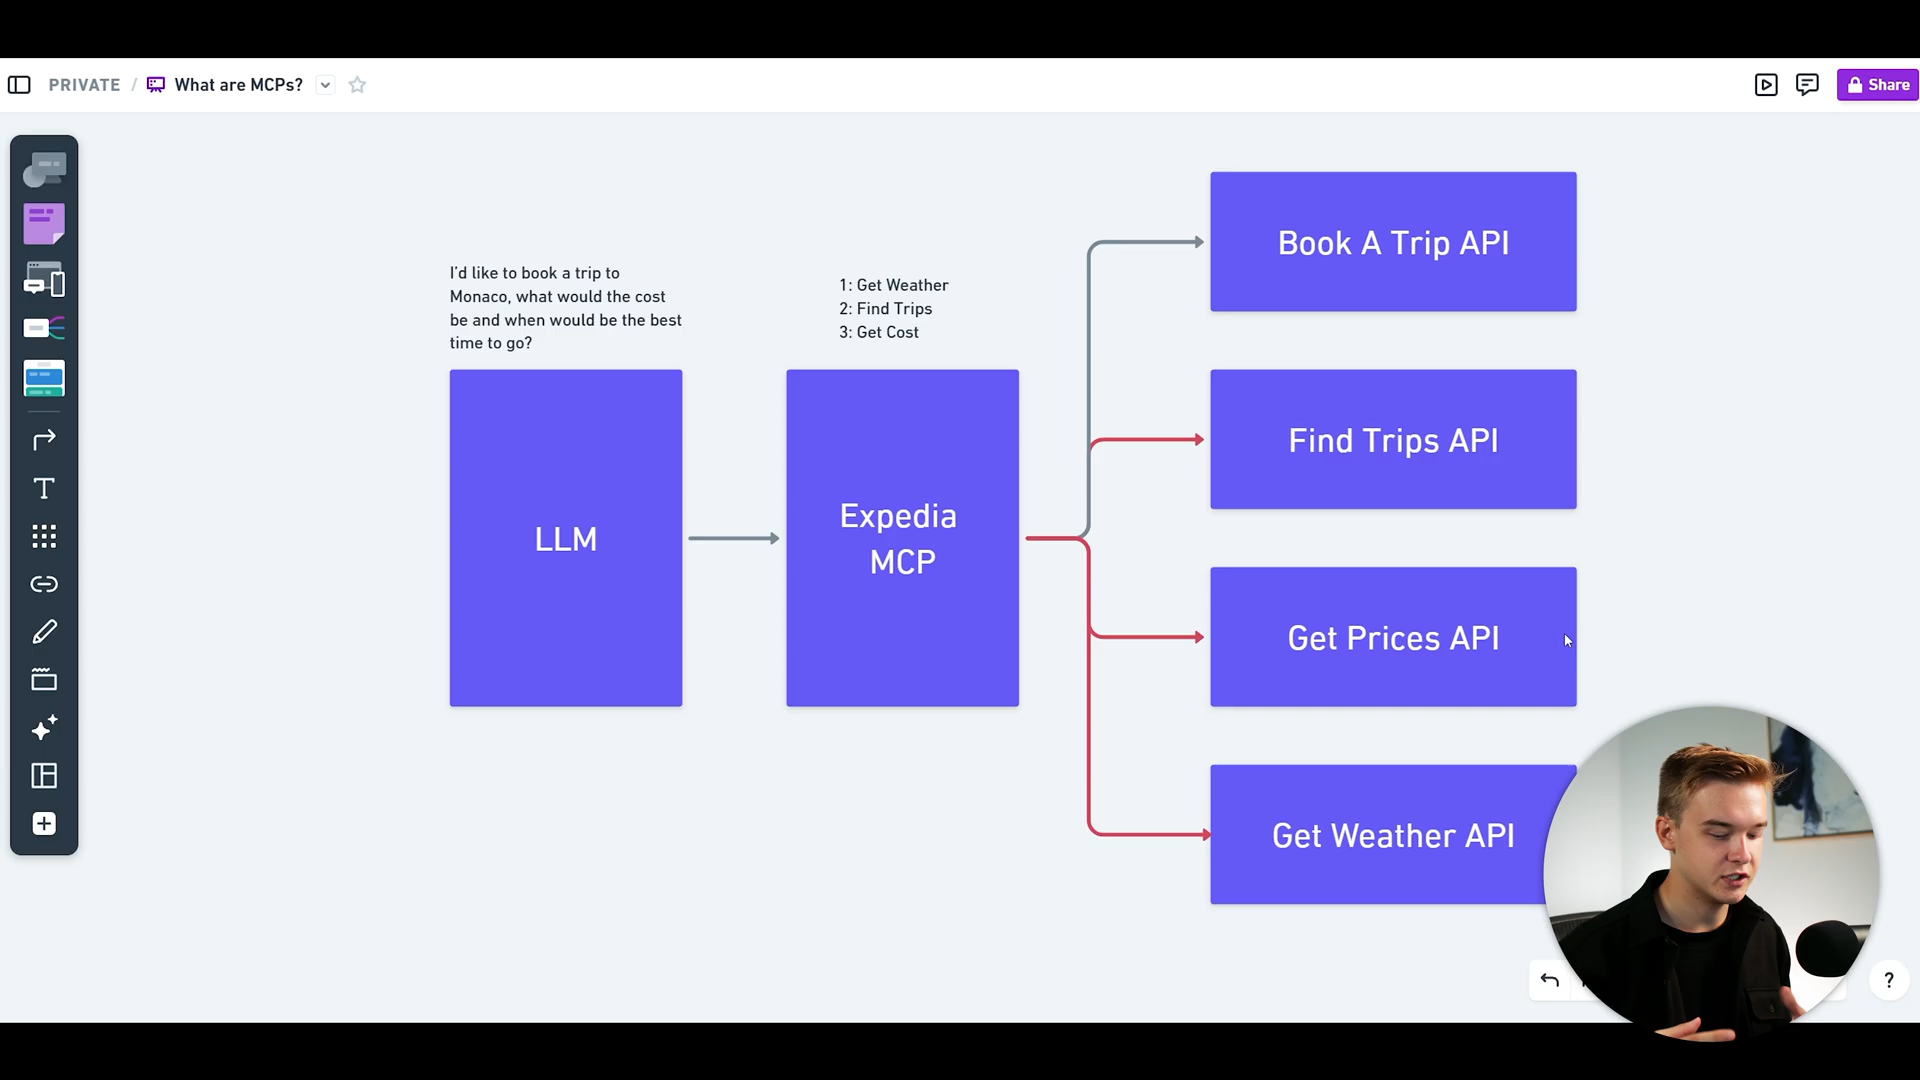 PRIVATE / What are MCPs?
Share
I'd like to book a trip to
Monaco, what would the cost
be and when would be the best
time to go?
1: Get Weather
2: Find Trips
3: Get Cost
LLM
Expedia
MCP
Book A Trip API
Find Trips API
Get Prices API
Get Weather API
?